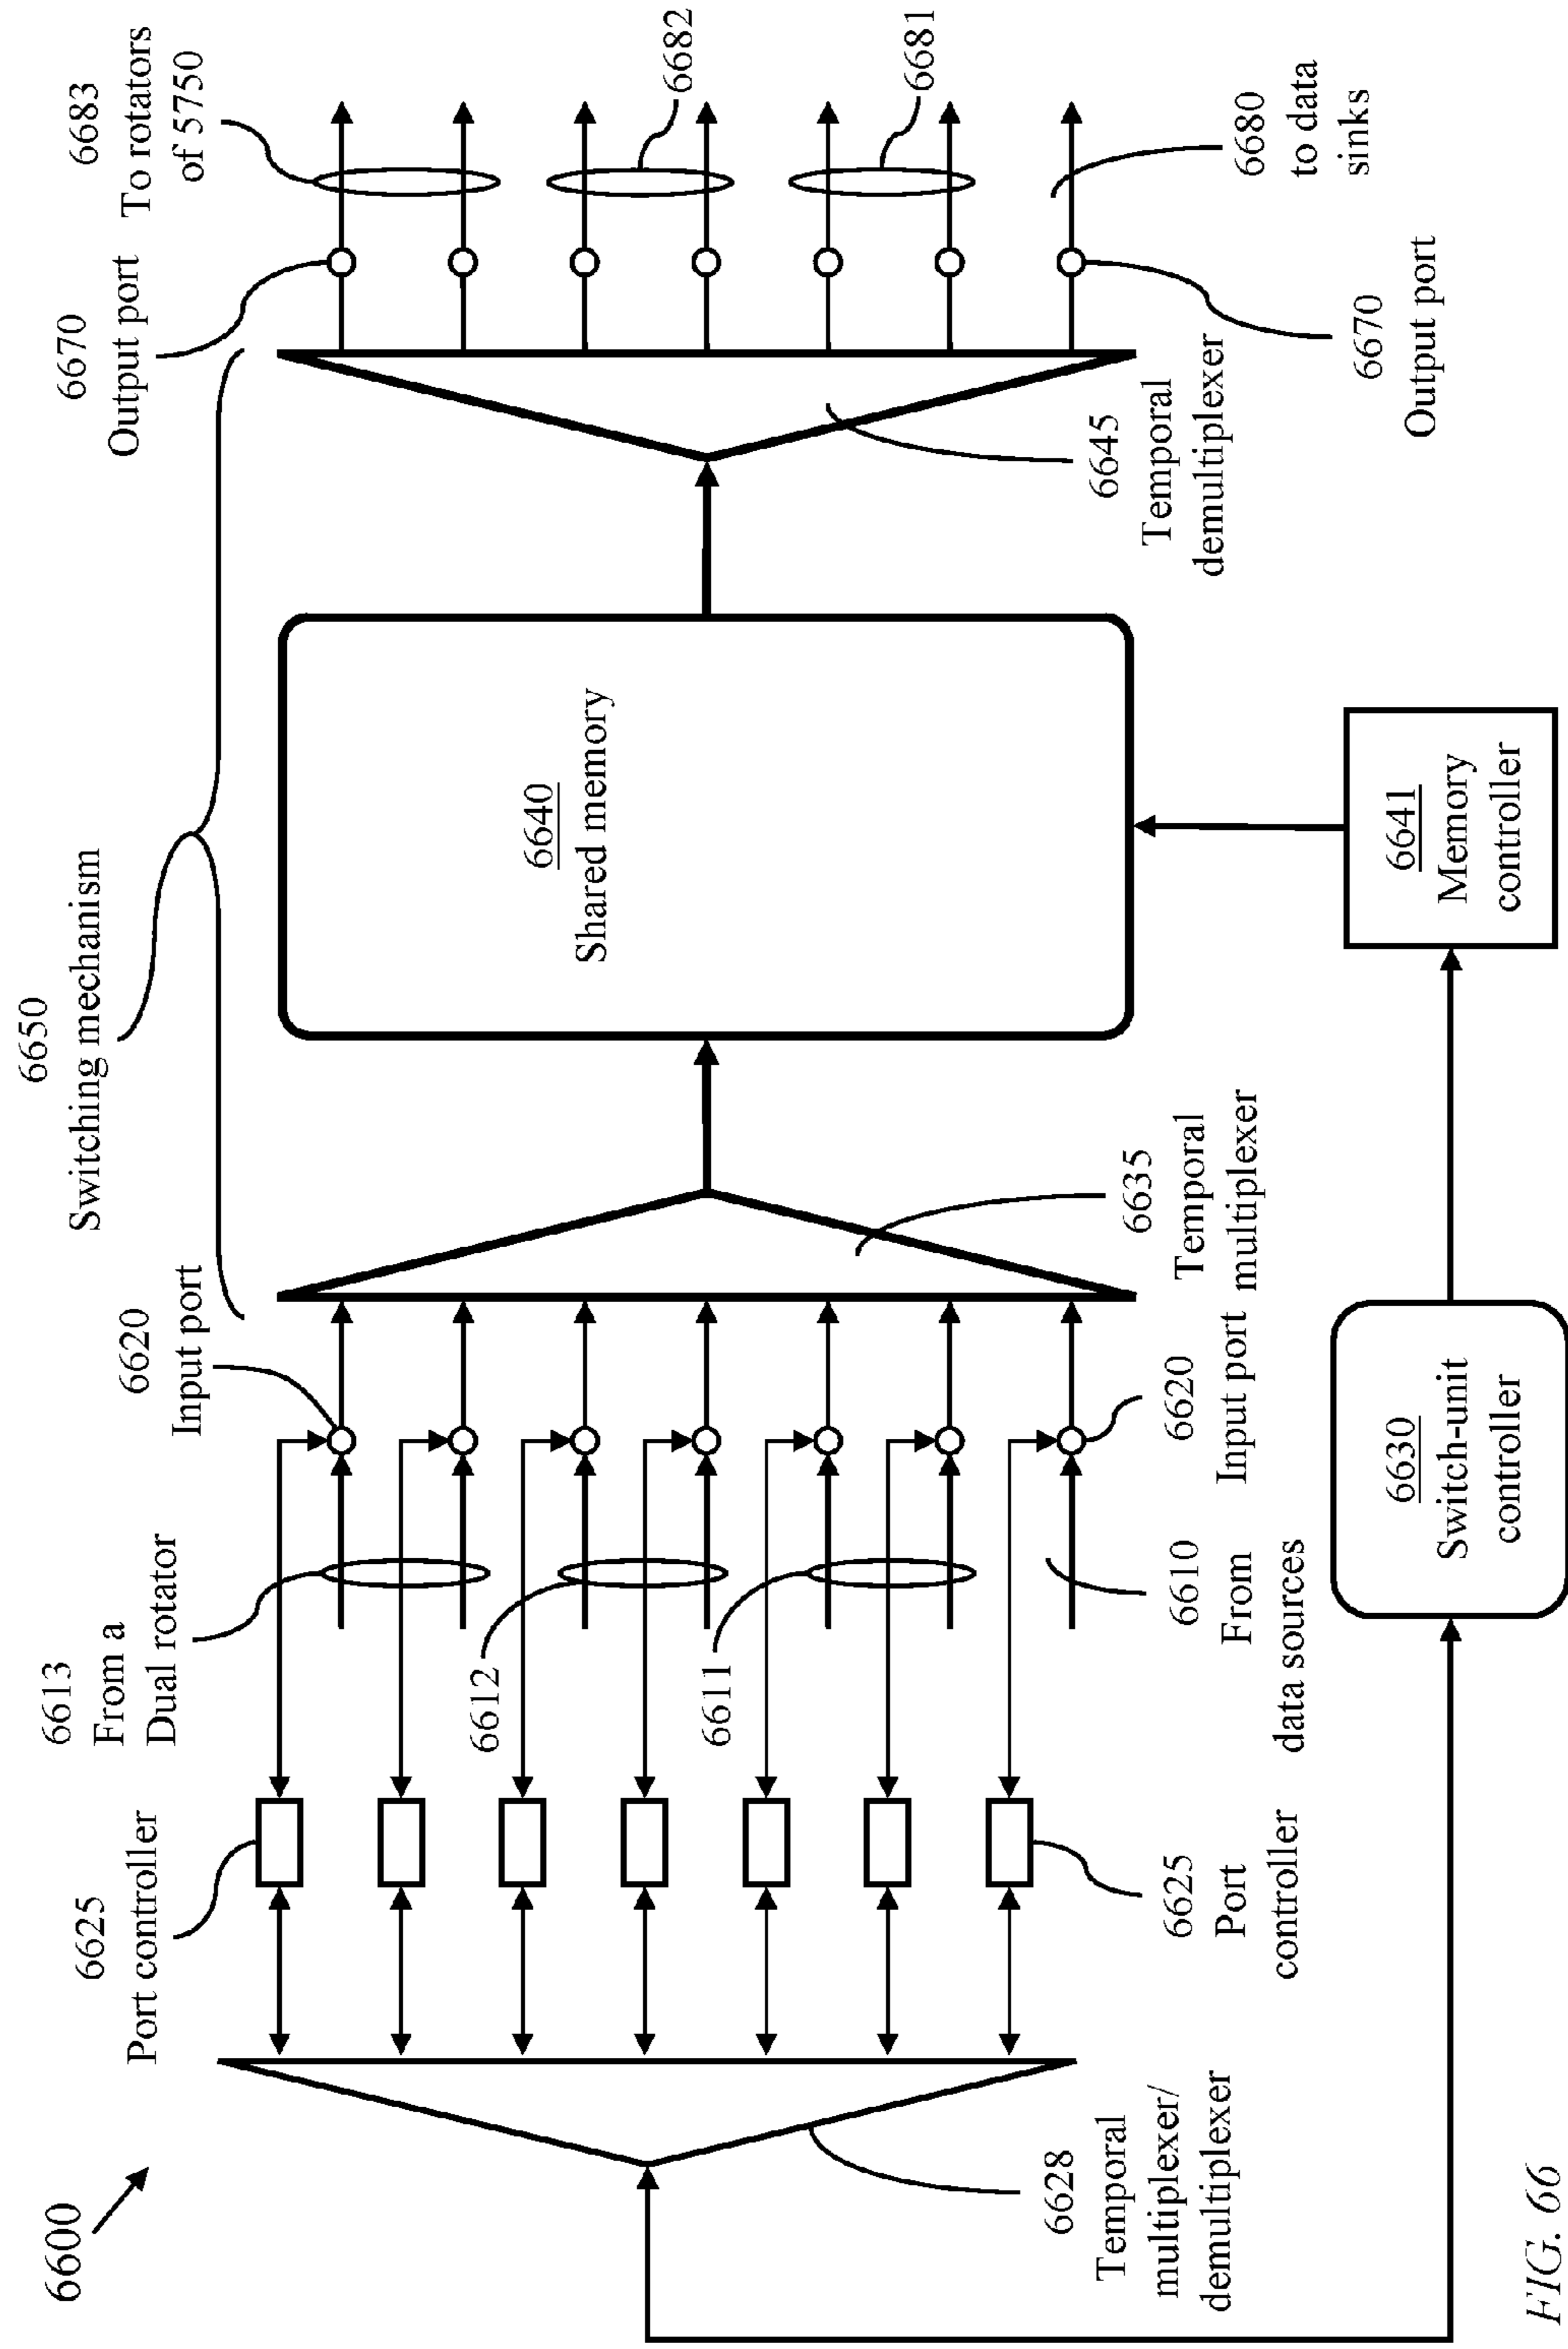 6600
6625
Port controller
6613
From a
Dual rotator
6620
Input port
6650
Switching mechanism
6670
Output port
6683
To rotators
of 5750
6612
6611
6682
6681
6640
Shared memory
6628
Temporal
multiplexer/
demultiplexer
6625
Port
controller
6610
From
data sources
6620
Input port
6635
Temporal
multiplexer
6645
Temporal
demultiplexer
6670
Output port
6680
to data
sinks
6630
Switch-unit
controller
6641
Memory
controller
FIG. 66